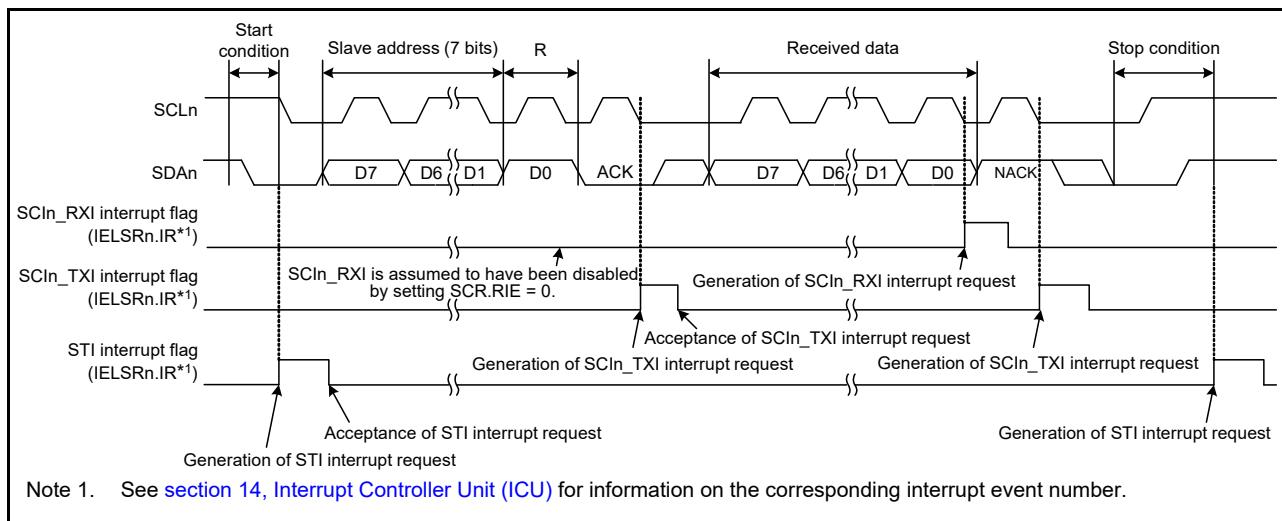 Start
condition
Slave address (7 bits)
R
Received data
Stop condition
SCLn
SDAn
D7
D6
D1
D0
ACK
D7
D6
D1
D0
NACK
SCIn_RXI interrupt flag
(IELSRn.IR*1)
SCIn_RXI is assumed to have been disabled
by setting SCR.RIE = 0.
Generation of SCIn_RXI interrupt request
SCIn_TXI interrupt flag
(IELSRn.IR*1)
Acceptance of SCIn_TXI interrupt request
Generation of SCIn_TXI interrupt request
Generation of SCIn_TXI interrupt request
STI interrupt flag
(IELSRn.IR*1)
Acceptance of STI interrupt request
Generation of STI interrupt request
Generation of STI interrupt request
Note 1. See section 14, Interrupt Controller Unit (ICU) for information on the corresponding interrupt event number.